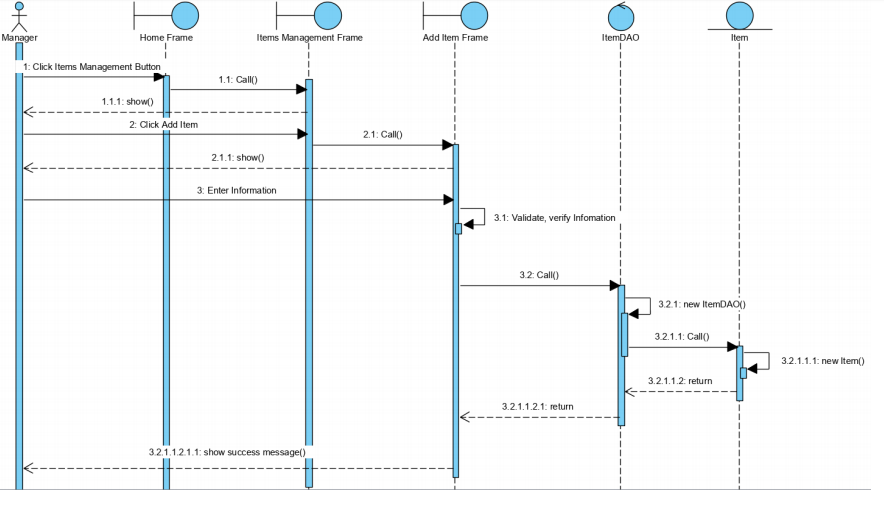 Manager
Home Frame
Items Management Frame
Add Item Frame
ItemDAO
Item
1: Click Items Management Button
1.1: Call()
1.1.1: show()
2: Click Add Item
2.1: Call()
2.1.1: show()
3: Enter Information
3.1: Validate, verify Infomation
3.2: Call()
3.2.1: new ItemDAO()
3.2.1.1: Call()
3.2.1.1.1: new Item()
3.2.1.1.2: return
3.2.1.1.2.1: return
3.2.1.1.2.1.1: show success message()